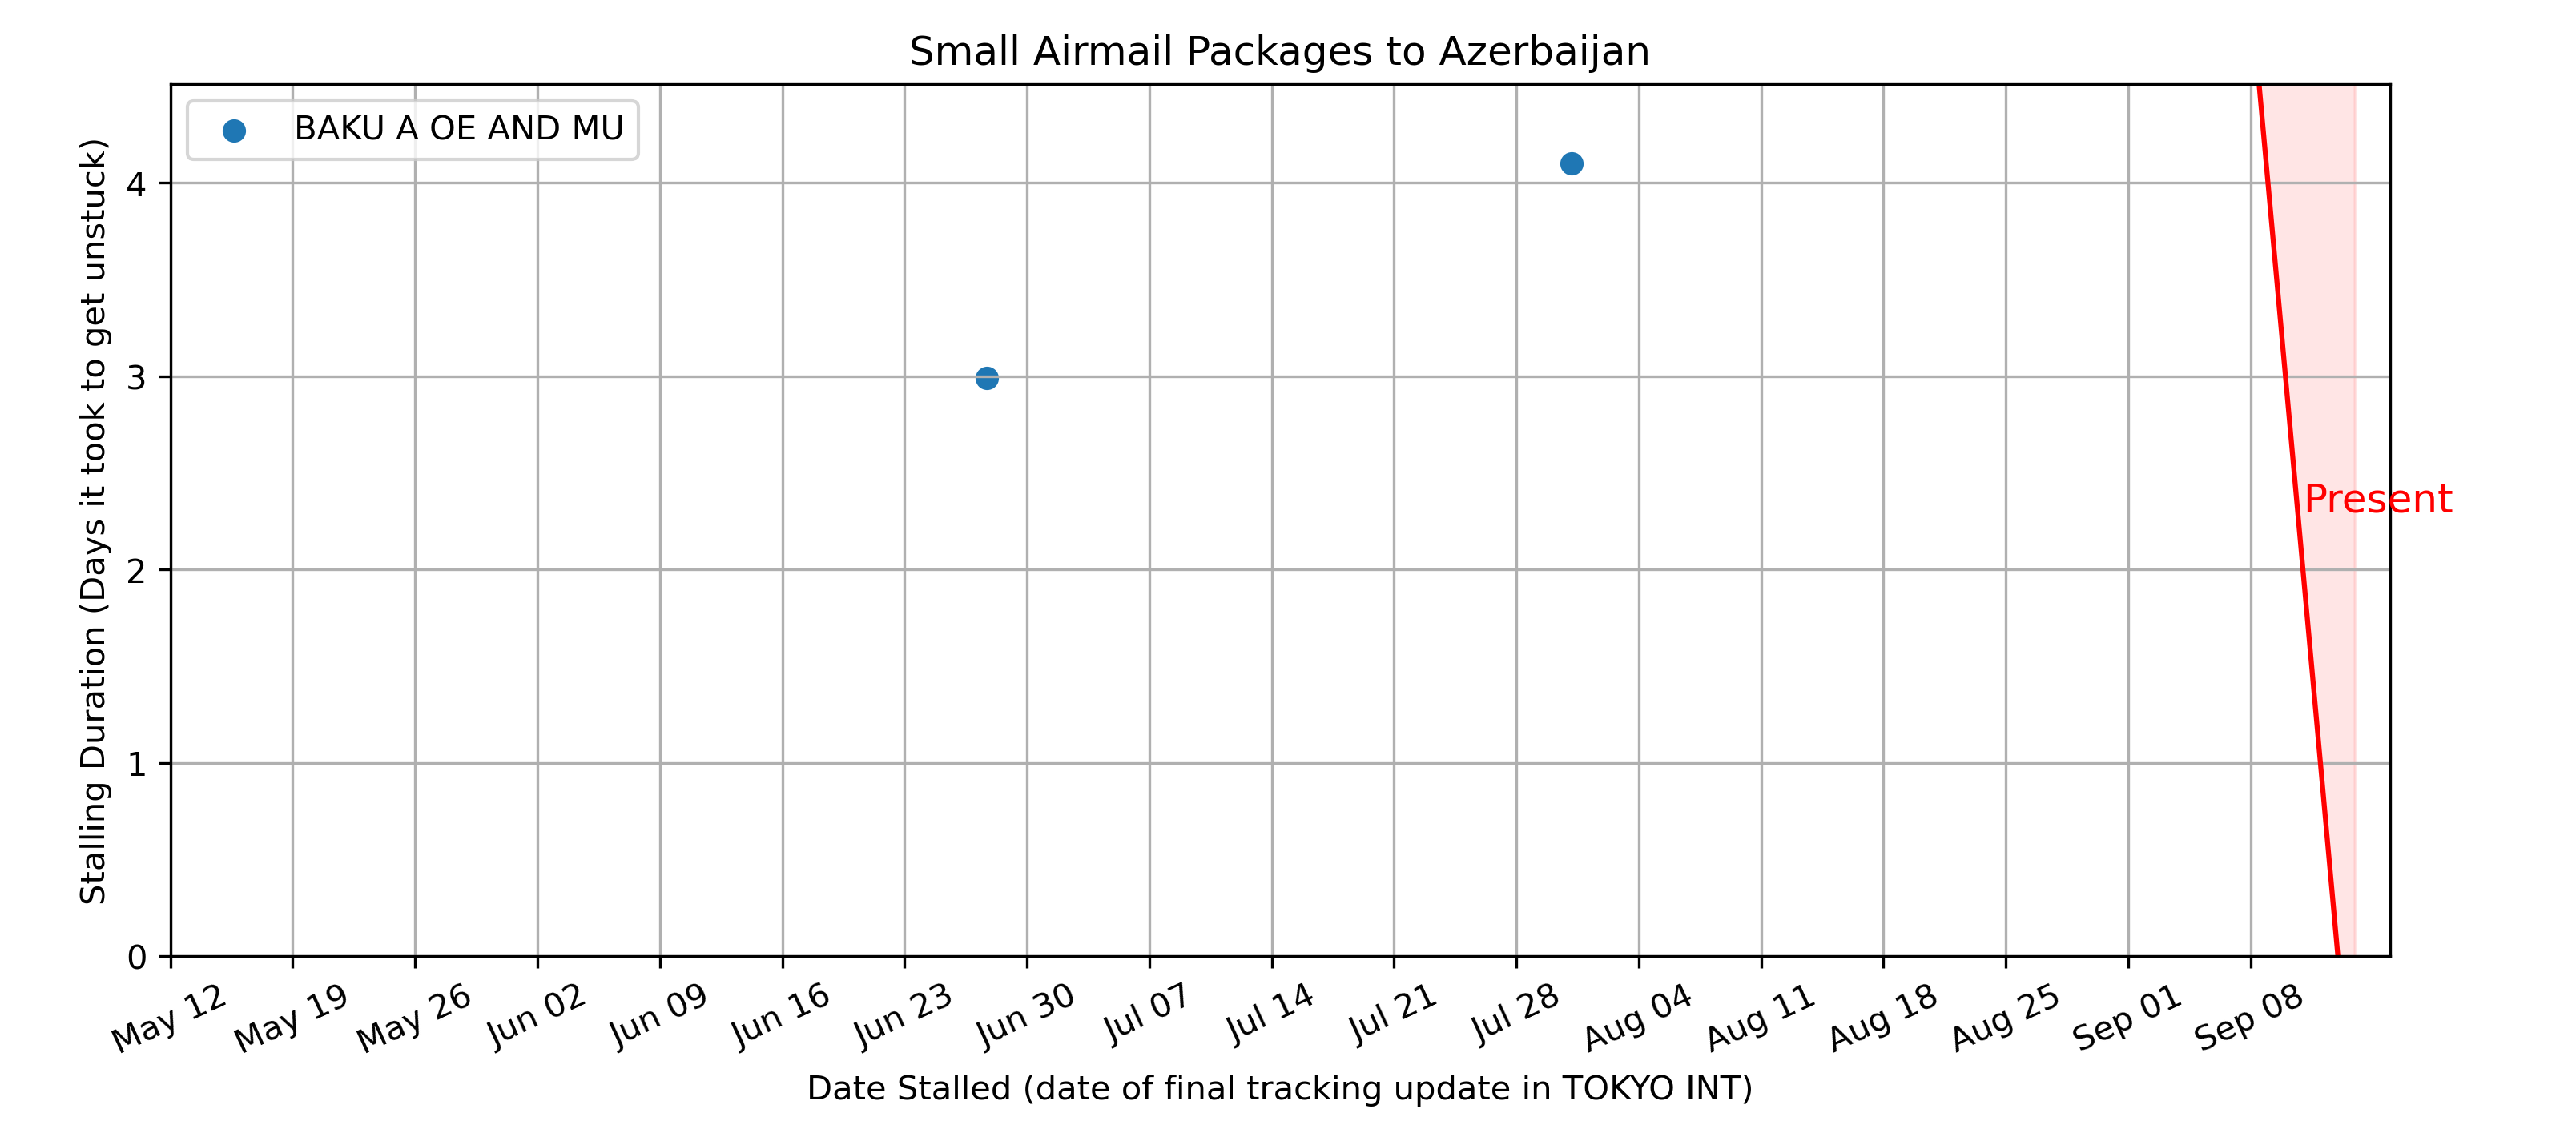 Small Airmail Packages to Azerbaijan
BAKU A OE AND MU
Stalling Duration (Days it took to get unstuck)
4
3
2
1
0
Present
May 12
May 19
May 26
Jun 02
Jun 09
Jun 16
Jun 23
Jun 30
Jul 07
Jul 14
Jul 21
Jul 28
Aug 04
Aug 11
Aug 18
Aug 25
Sep 01
Sep 08
Date Stalled (date of final tracking update in TOKYO INT)